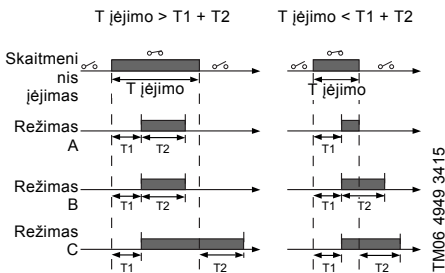 T įėjimo > T1 + T2
T įėjimo < T1 + T2
Skaitmeni
nis
įėjimas
T įėjimo
T įėjimo
Režimas
A
T1
T2
T1
Režimas
B
T1
T2
T1
T2
Režimas
C
T1
T2
T1
T2
TM06 4949 3415